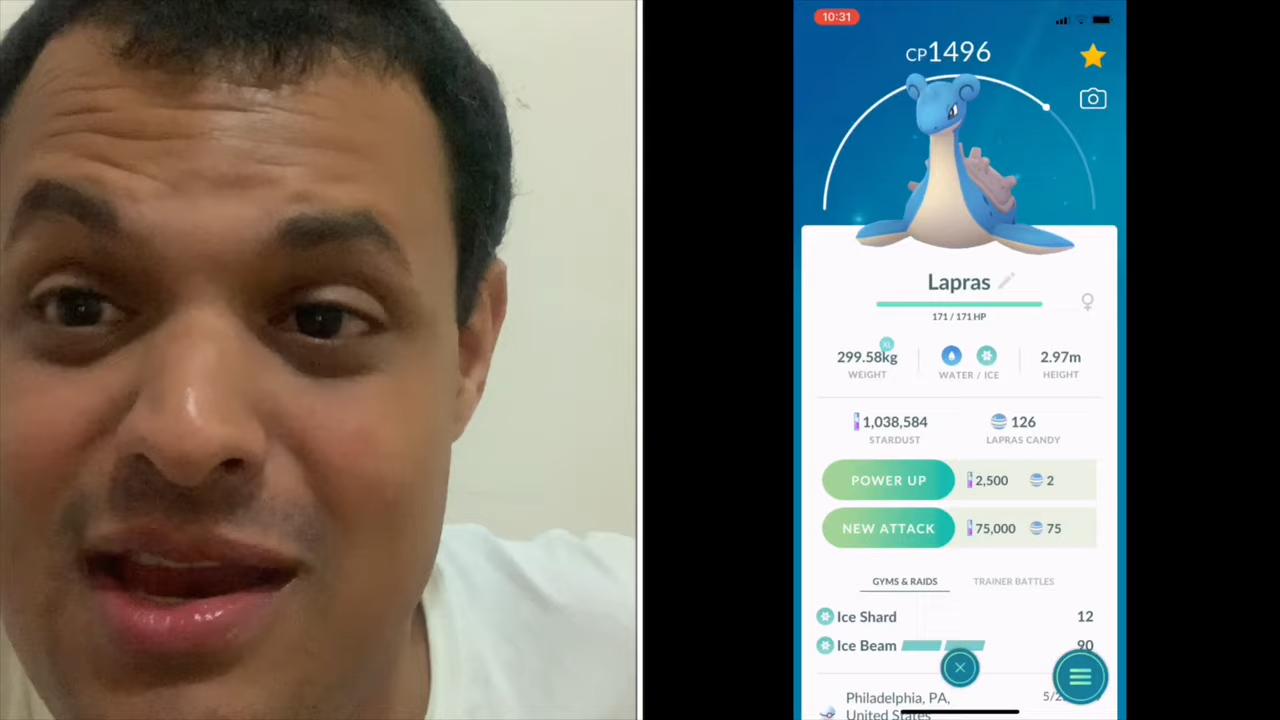 10:31
CP1496
Lapras
171 / 171 HP
XL
299.58kg
WEIGHT
WATER / ICE
2.97m
HEIGHT
1,038,584
STARDUST
126
LAPRAS CANDY
POWER UP
2,500
2
NEW ATTACK
75,000
75
GYMS & RAIDS
TRAINER BATTLES
Ice Shard
12
Ice Beam
90
Philadelphia, PA,
United States